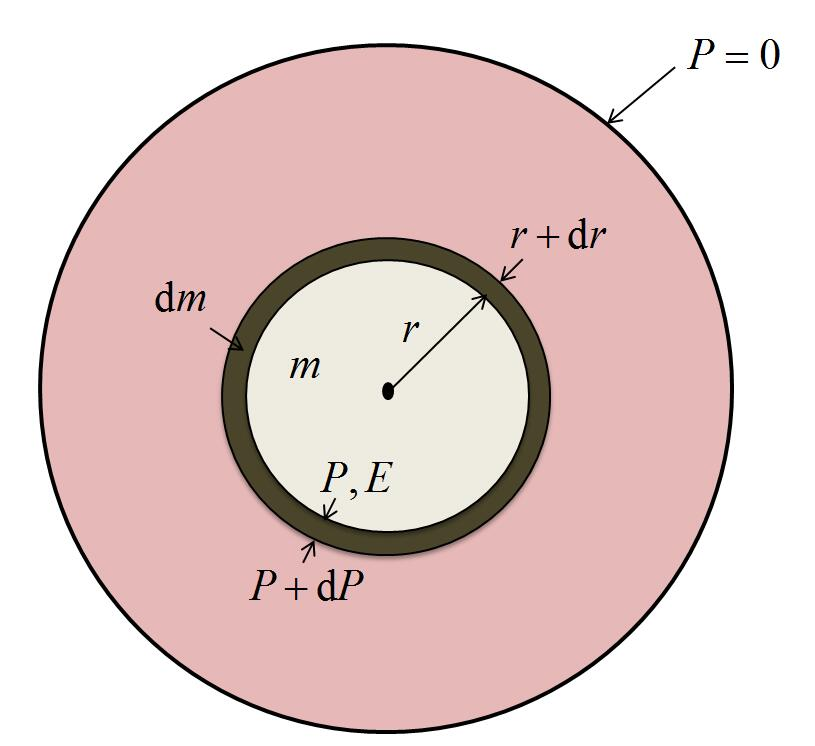 P = 0
r + dr
dm
r
m
P, E
P + dP